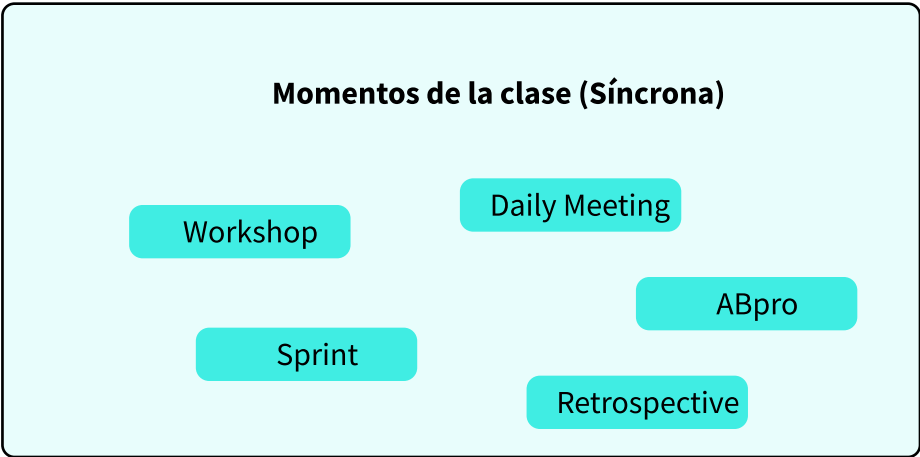 Momentos de la clase (Síncrona)
Daily Meeting
Workshop
ABpro
Sprint
Retrospective